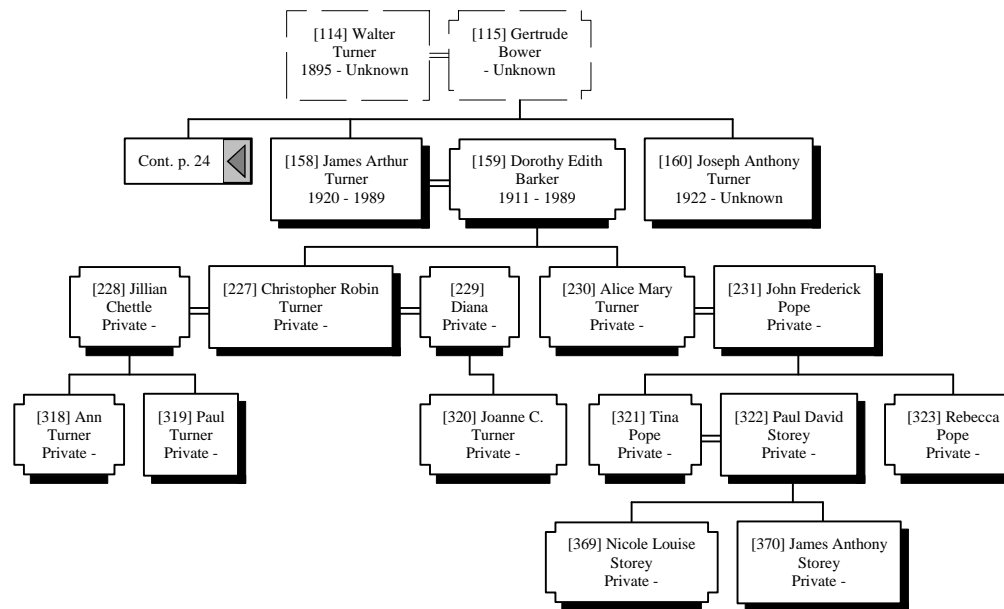 [114] Walter
Turner
1895 - Unknown
[115] Gertrude
Bower
- Unknown
Cont. p. 24
[158] James Arthur
Turner
1920 - 1989
[159] Dorothy Edith
Barker
1911 - 1989
[160] Joseph Anthony
Turner
1922 - Unknown
[228] Jillian
Chettle
Private -
[227] Christopher Robin
Turner
Private -
[229]
Diana
Private -
[230] Alice Mary
Turner
Private -
[231] John Frederick
Pope
Private -
[318] Ann
Turner
Private -
[319] Paul
Turner
Private -
[320] Joanne C.
Turner
Private -
[321] Tina
Pope
Private -
[322] Paul David
Storey
Private -
[323] Rebecca
Pope
Private -
[369] Nicole Louise
Storey
Private -
[370] James Anthony
Storey
Private -